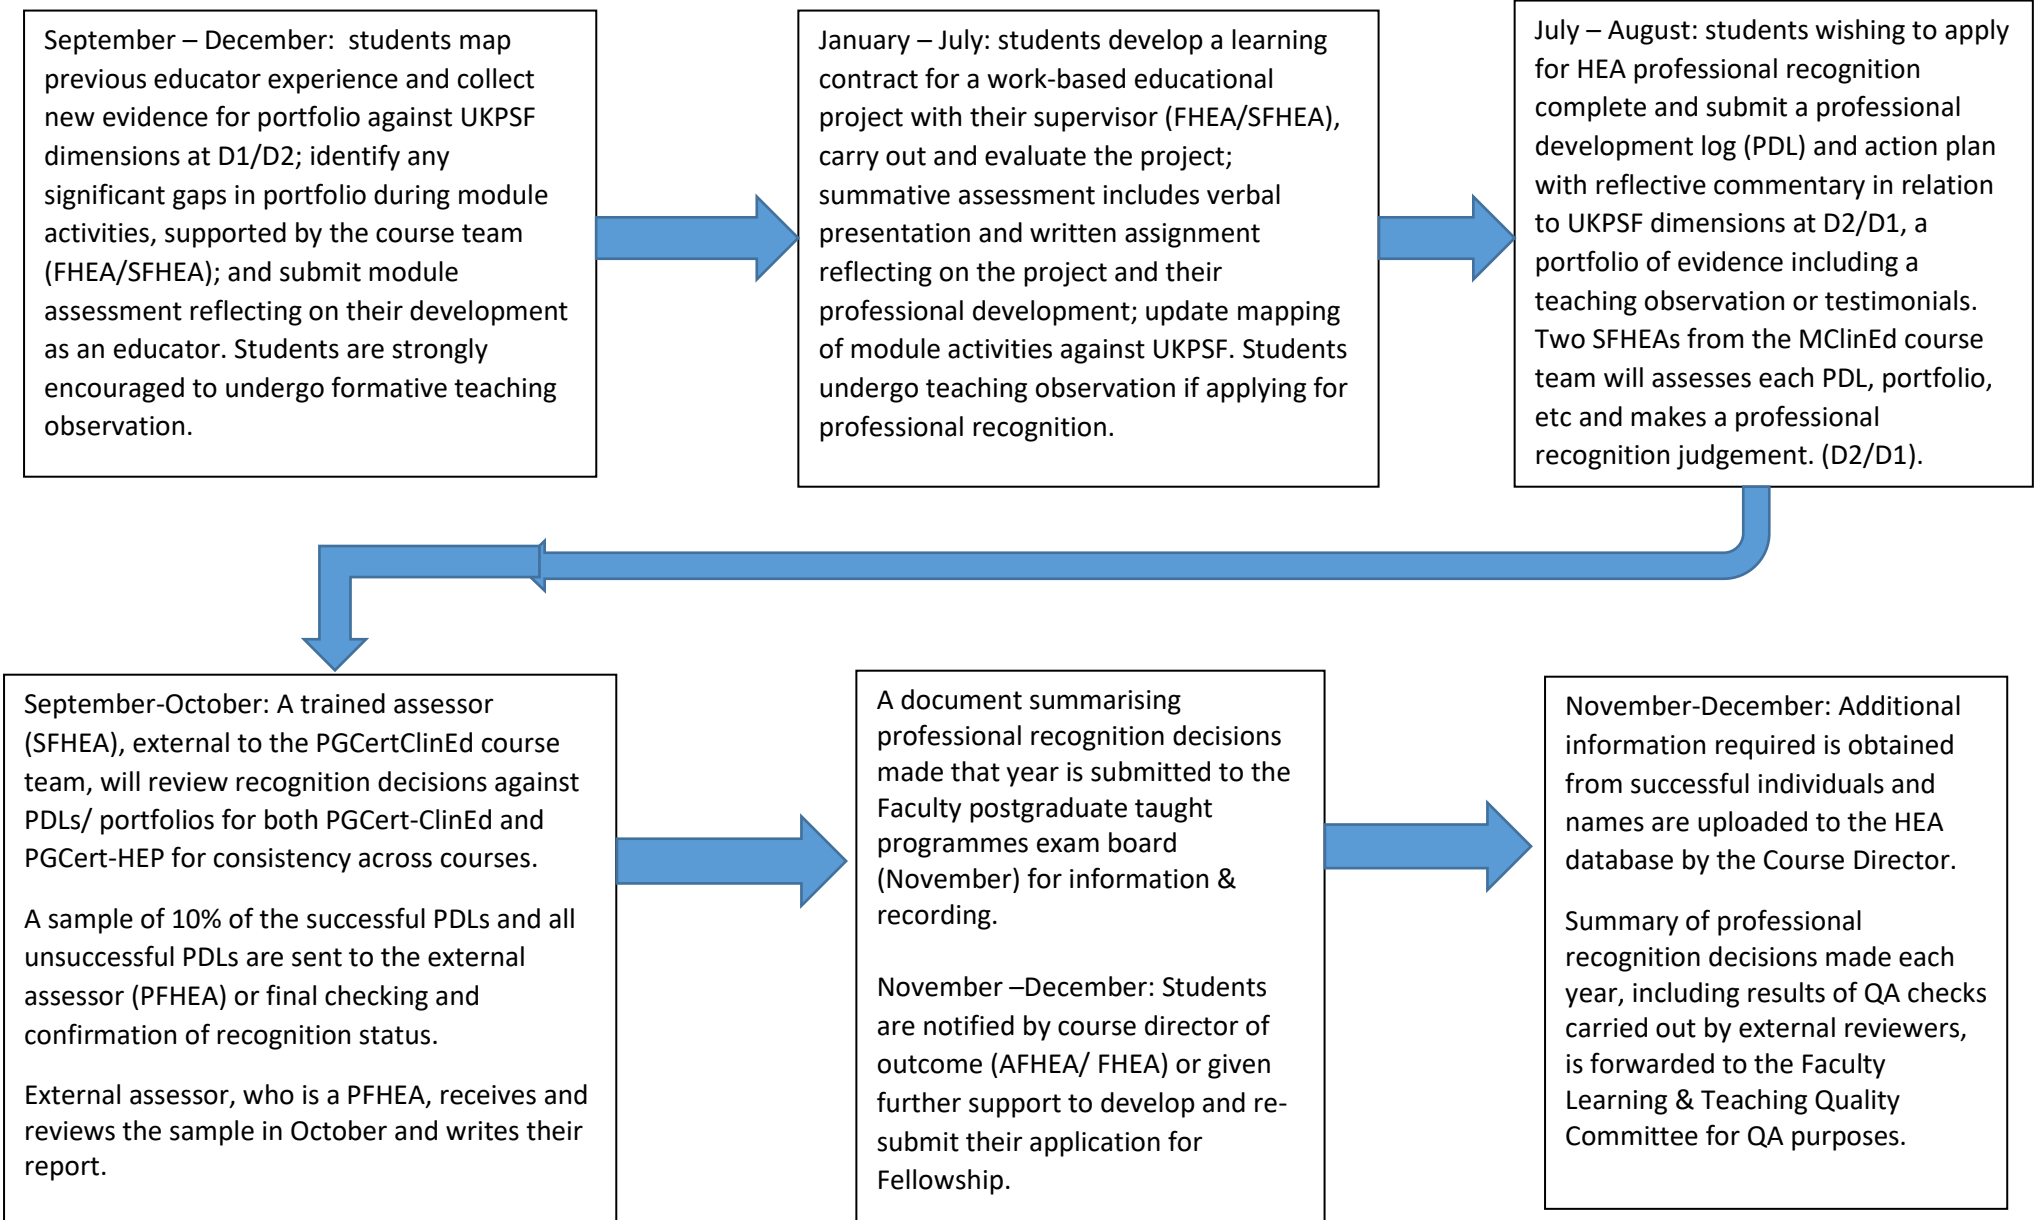 September – December:  students map
previous educator experience and collect
new evidence for portfolio against UKPSF
dimensions at D1/D2; identify any
significant gaps in portfolio during module
activities, supported by the course team
(FHEA/SFHEA); and submit module
assessment reflecting on their development
as an educator. Students are strongly
encouraged to undergo formative teaching
observation.
January – July: students develop a learning
contract for a work-based educational
project with their supervisor (FHEA/SFHEA),
carry out and evaluate the project;
summative assessment includes verbal
presentation and written assignment
reflecting on the project and their
professional development; update mapping
of module activities against UKPSF. Students
undergo teaching observation if applying for
professional recognition.
July – August: students wishing to apply
for HEA professional recognition
complete and submit a professional
development log (PDL) and action plan
with reflective commentary in relation
to UKPSF dimensions at D2/D1, a
portfolio of evidence including a
teaching observation or testimonials.
Two SFHEAs from the MClinEd course
team will assesses each PDL, portfolio,
etc and makes a professional
recognition judgement. (D2/D1).
September-October: A trained assessor
(SFHEA), external to the PGCertClinEd course
team, will review recognition decisions against
PDLs/ portfolios for both PGCert-ClinEd and
PGCert-HEP for consistency across courses.
A sample of 10% of the successful PDLs and all
unsuccessful PDLs are sent to the external
assessor (PFHEA) or final checking and
confirmation of recognition status.
External assessor, who is a PFHEA, receives and
reviews the sample in October and writes their
report.
A document summarising
professional recognition decisions
made that year is submitted to the
Faculty postgraduate taught
programmes exam board
(November) for information &
recording.
November –December: Students
are notified by course director of
outcome (AFHEA/ FHEA) or given
further support to develop and re-
submit their application for
Fellowship.
November-December: Additional
information required is obtained
from successful individuals and
names are uploaded to the HEA
database by the Course Director.
Summary of professional
recognition decisions made each
year, including results of QA checks
carried out by external reviewers,
is forwarded to the Faculty
Learning & Teaching Quality
Committee for QA purposes.